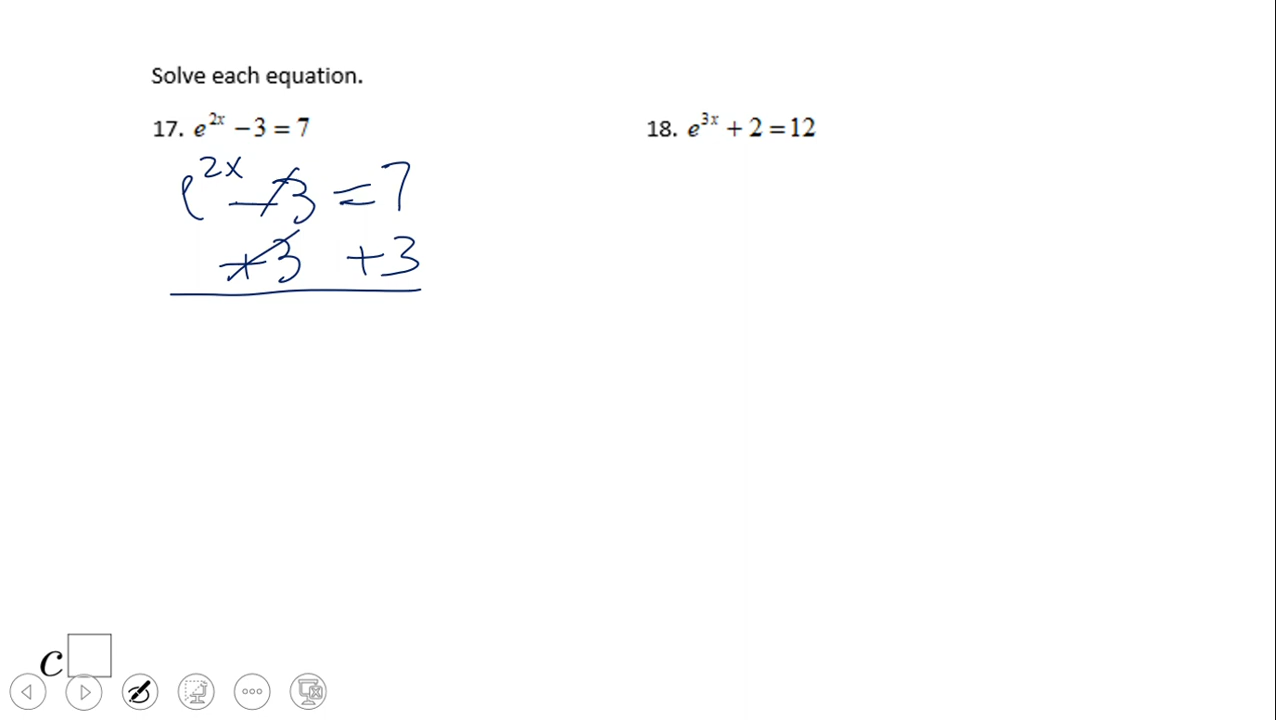 Solve each equation.
17. e^{2x} − 3 = 7
18. e^{3x} + 2 = 12
e^{2x} − 3 = 7
+3 +3
c